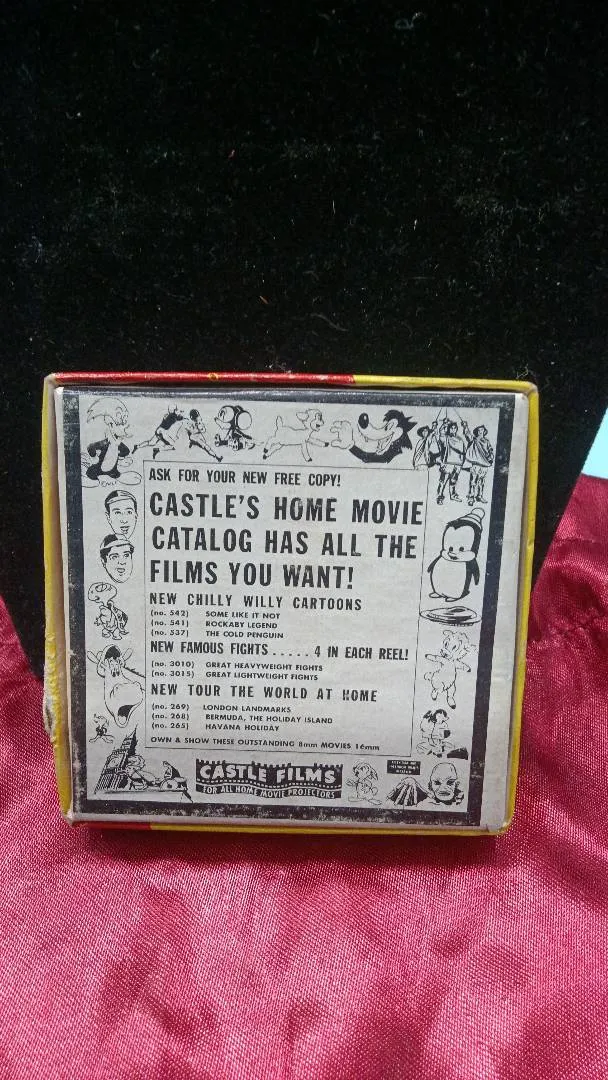 ASK FOR YOUR NEW FREE COPY!
CASTLE'S HOME MOVIE
CATALOG HAS ALL THE
FILMS YOU WANT!
NEW CHILLY WILLY CARTOONS
(no. 542) SOME LIKE IT NOT
(no. 541) ROCKABY LEGEND
(no. 537) THE COLD PENGUIN
NEW FAMOUS FIGHTS ..... 4 IN EACH REEL!
(no. 3010) GREAT HEAVYWEIGHT FIGHTS
(no. 3015) GREAT LIGHTWEIGHT FIGHTS
NEW TOUR THE WORLD AT HOME
(no. 269) LONDON LANDMARKS
(no. 268) BERMUDA, THE HOLIDAY ISLAND
(no. 265) HAVANA HOLIDAY
OWN & SHOW THESE OUTSTANDING 8mm MOVIES 16mm
CASTLE FILMS
FOR ALL HOME MOVIE PROJECTORS